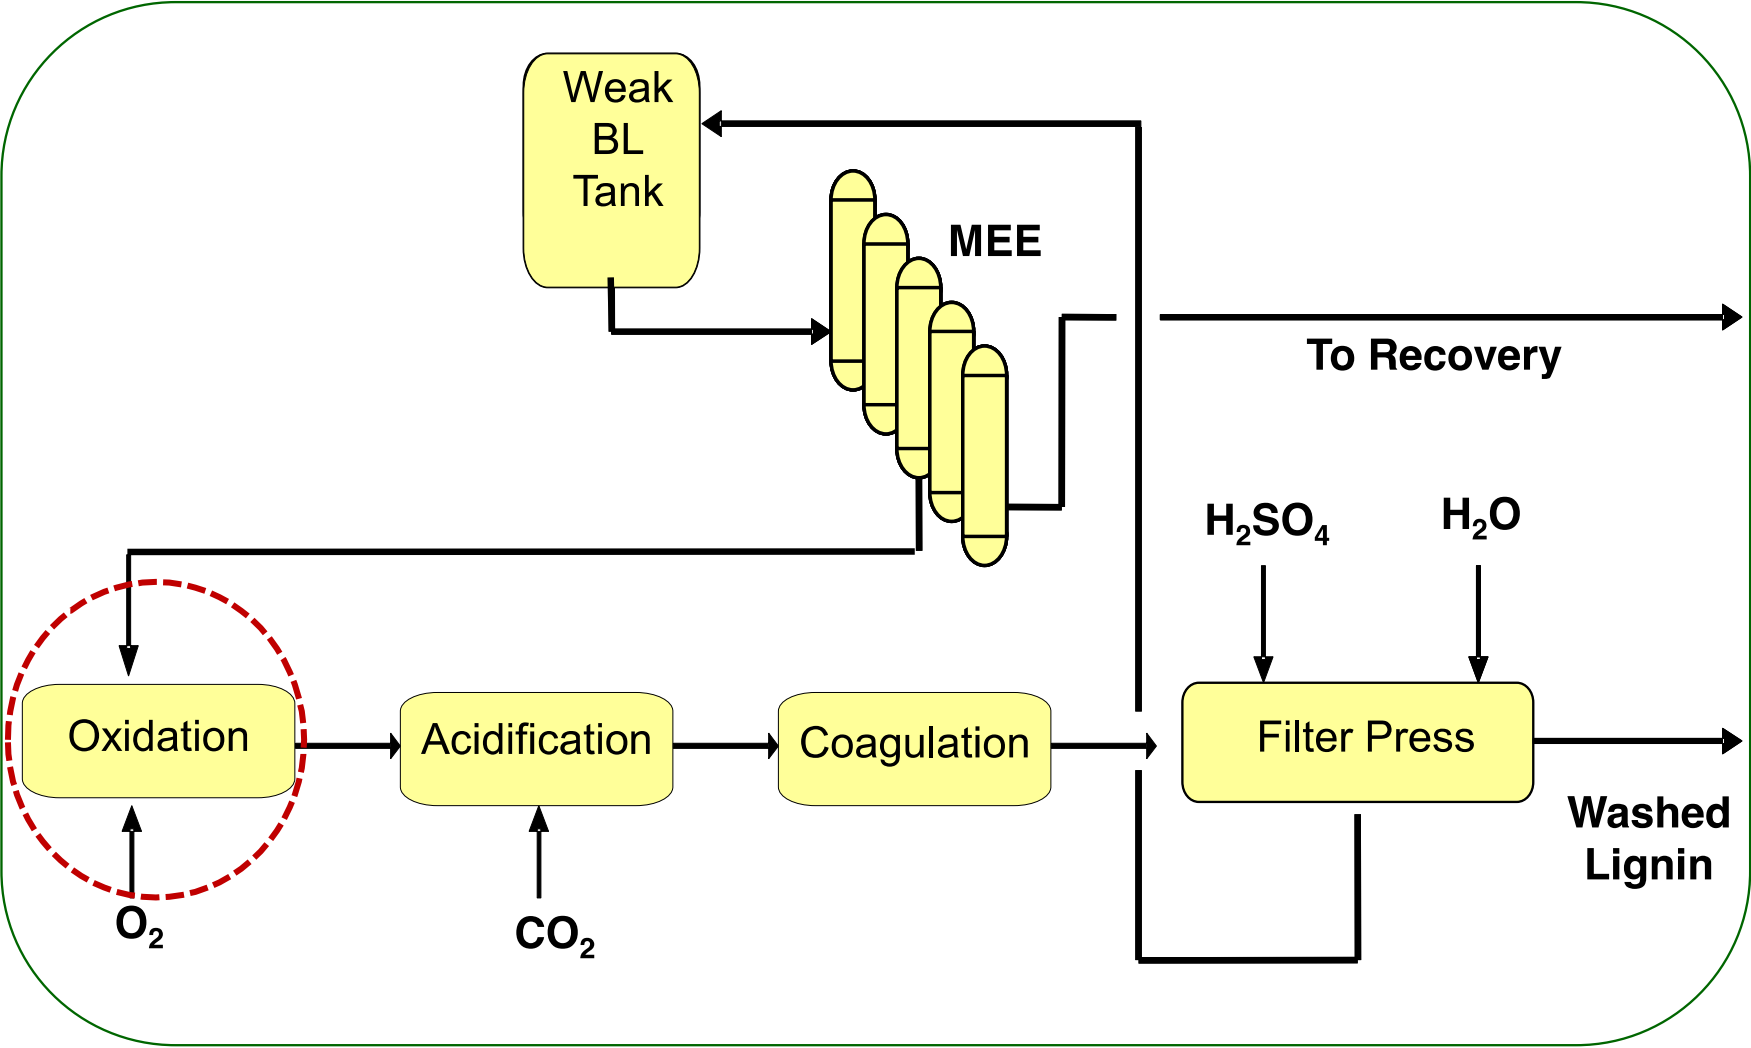 Weak
BL
Tank
MEE
To Recovery
H₂SO₄
H₂O
Oxidation
Acidification
Coagulation
Filter Press
Washed
Lignin
O₂
CO₂